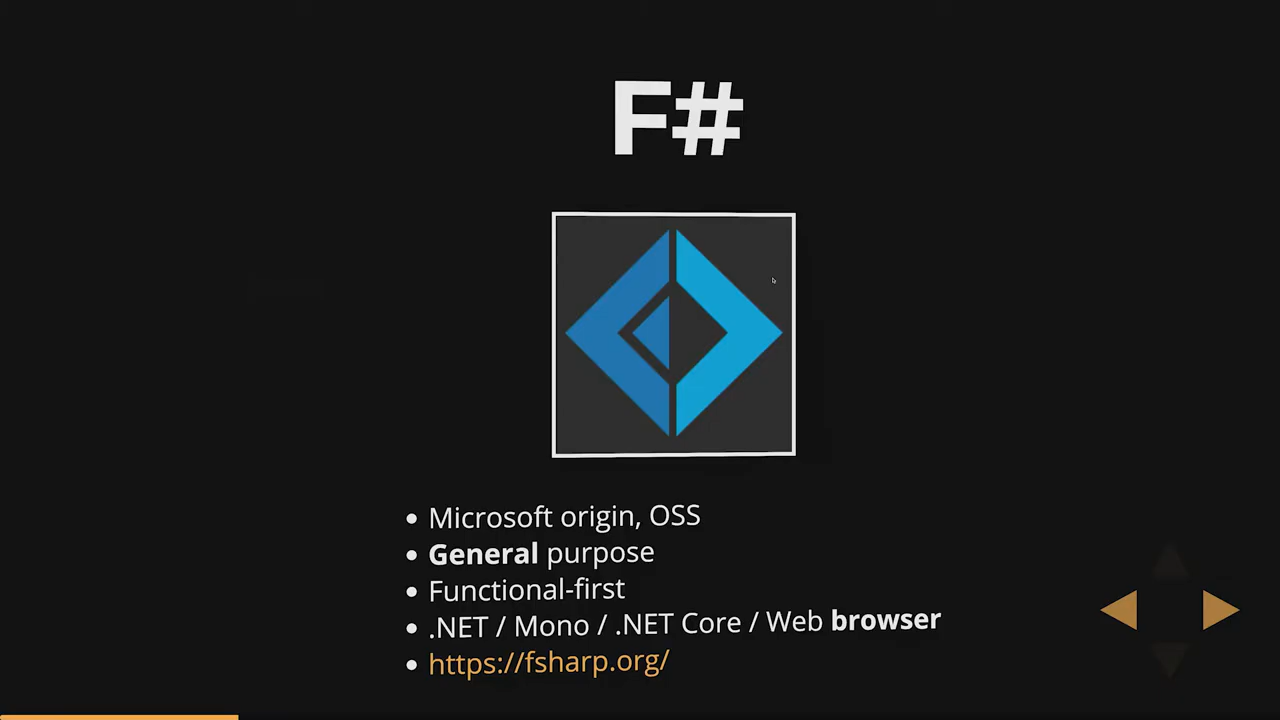 F#
Microsoft origin, OSS
General purpose
Functional-first
.NET / Mono / .NET Core / Web browser
https://fsharp.org/